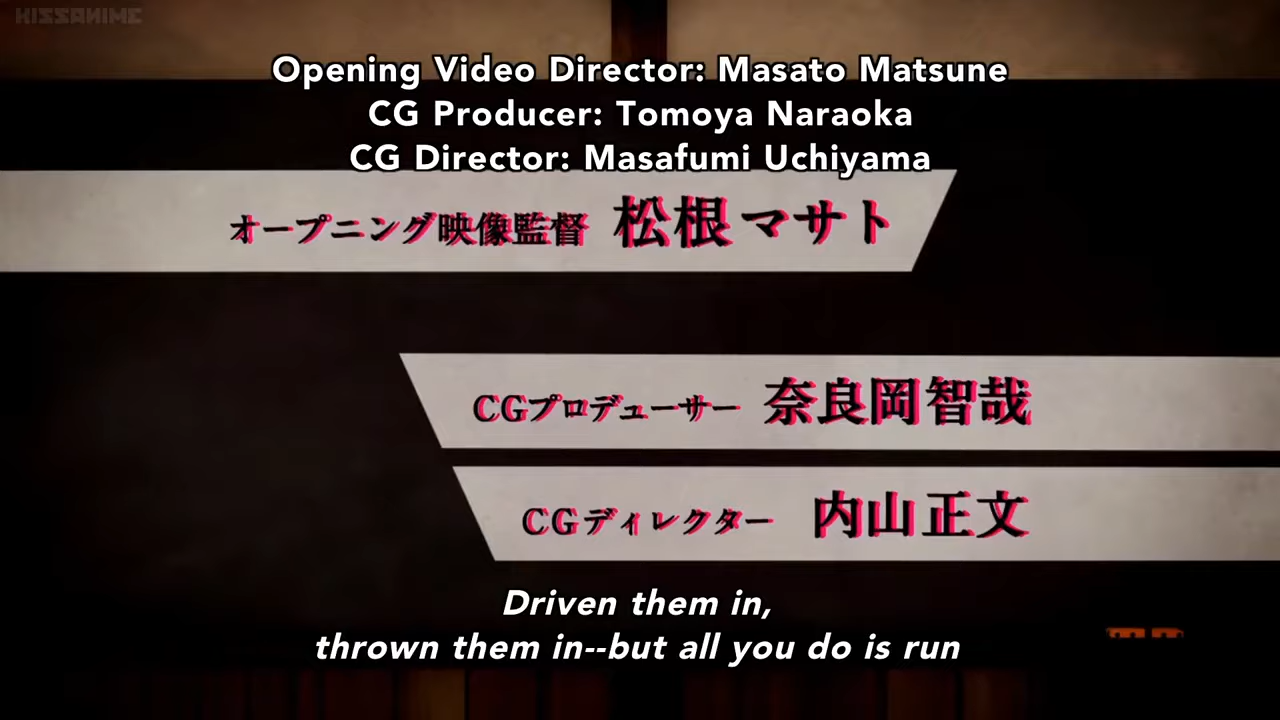 KISSANIME
Opening Video Director: Masato Matsune
CG Producer: Tomoya Naraoka
CG Director: Masafumi Uchiyama
オープニング映像監督 松根マサト
CGプロデューサー 奈良岡智哉
CGディレクター 内山正文
Driven them in,
thrown them in--but all you do is run